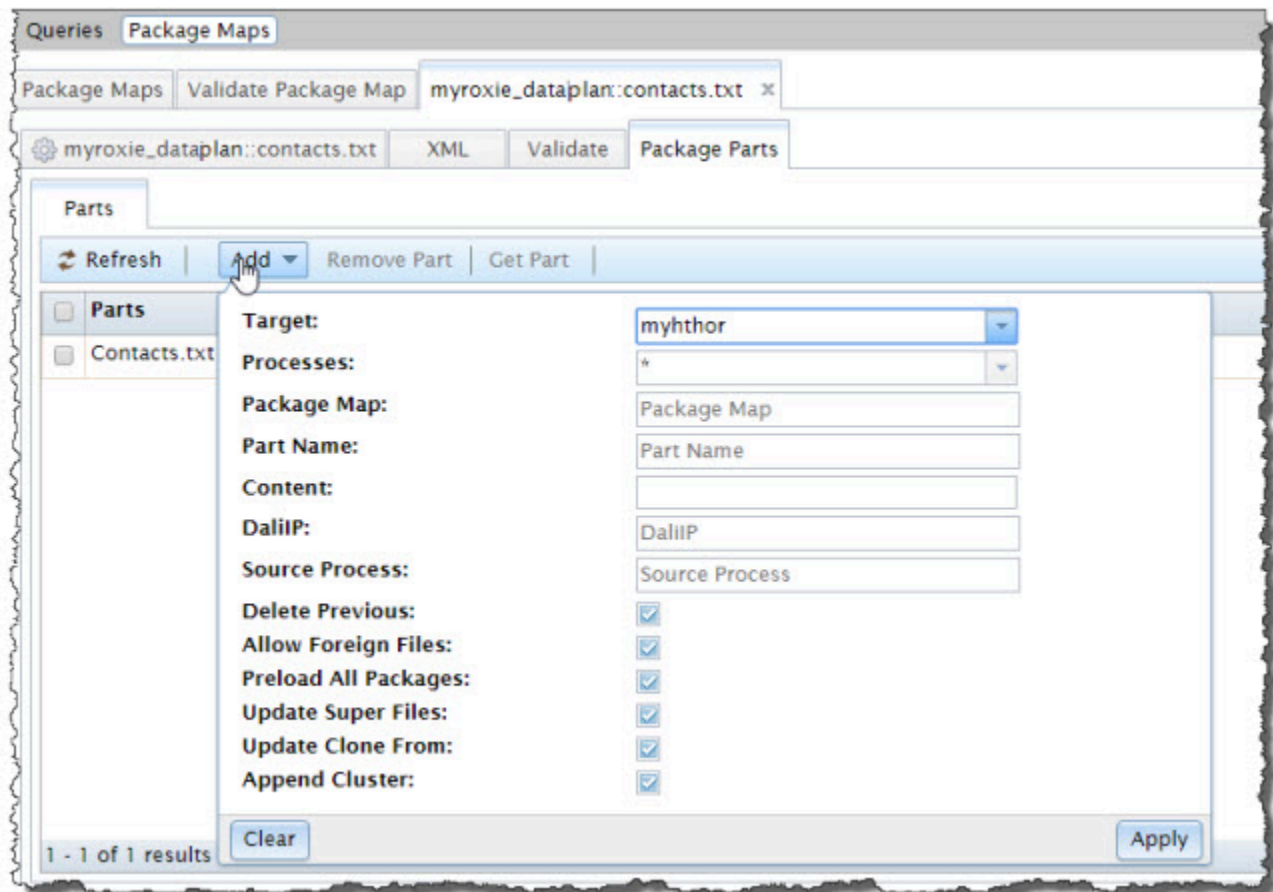 Queries Package Maps
Package Maps Validate Package Map myroxie_dataplan::contacts.txt x
myroxie_dataplan::contacts.txt XML Validate Package Parts
Parts
Refresh Add Remove Part Get Part
Parts
Contacts.txt
Target: myhthor
Processes: *
Package Map: Package Map
Part Name: Part Name
Content:
DaliIP: DaliIP
Source Process: Source Process
Delete Previous:
Allow Foreign Files:
Preload All Packages:
Update Super Files:
Update Clone From:
Append Cluster:
Clear Apply
1 - 1 of 1 results